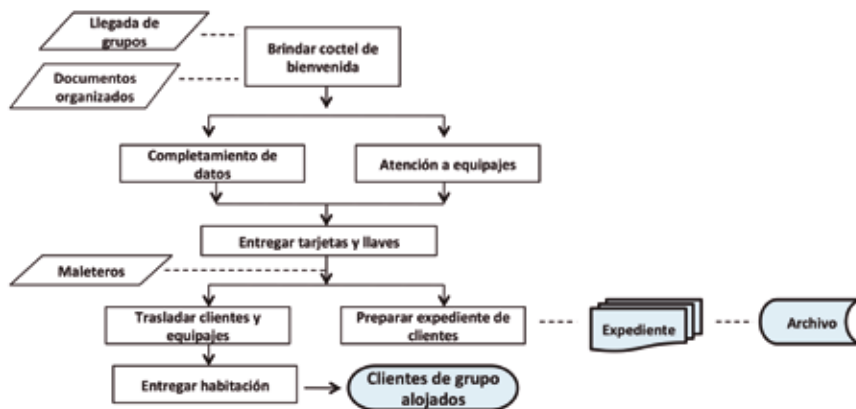 Llegada de
grupos
Brindar coctel de
bienvenida
Documentos
organizados
Completamiento de
datos
Atención a equipajes
Entregar tarjetas y llaves
Maleteros
Trasladar clientes y
equipajes
Preparar expediente de
clientes
Expediente
Archivo
Entregar habitación
Clientes de grupo
alojados